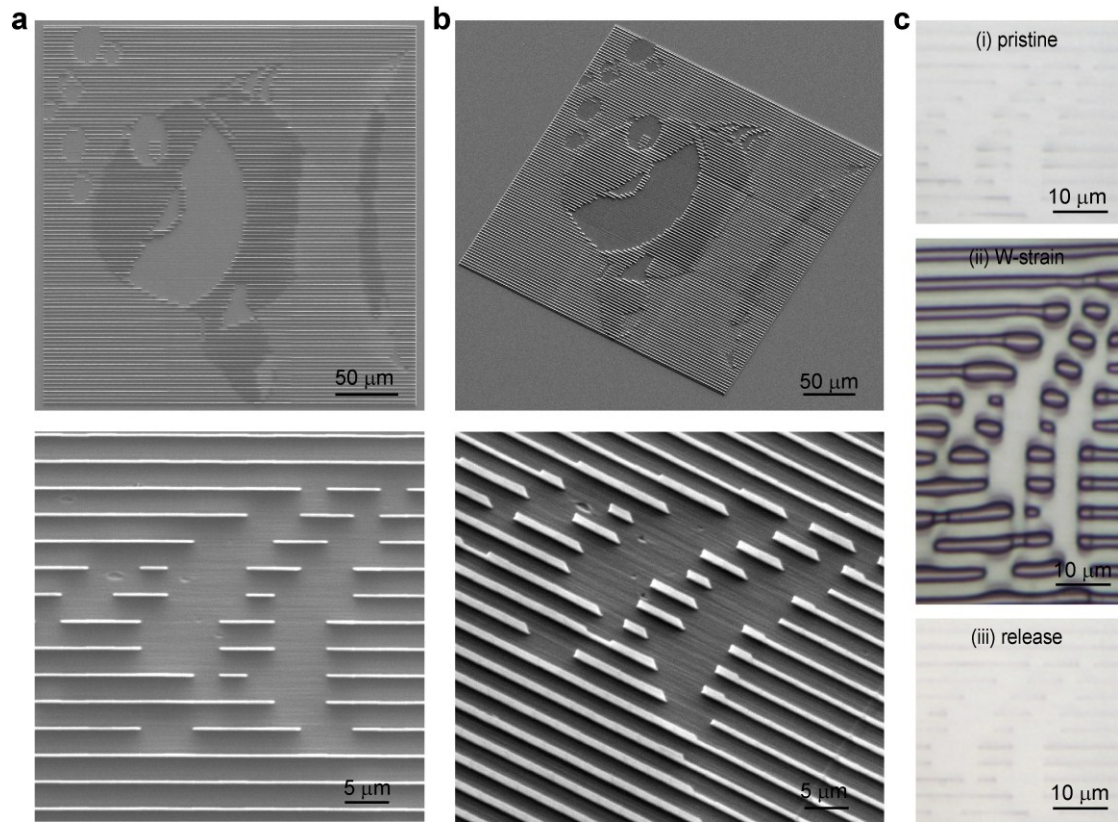 a
b
c
50 μm
50 μm
5 μm
5 μm
(i) pristine
10 μm
(ii) W-strain
10 μm
(iii) release
10 μm